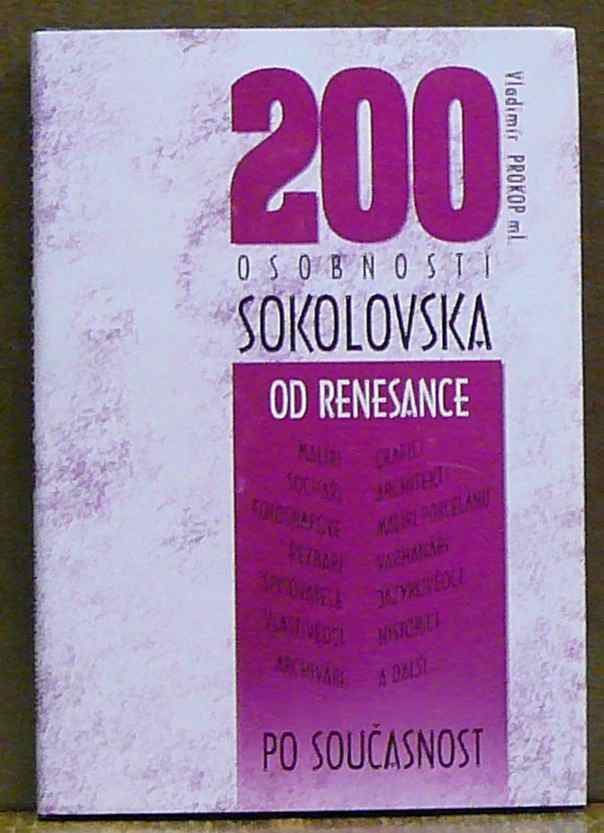 200
Vladimír PROKOP ml.
OSOBNOSTÍ
SOKOLOVSKA
OD RENESANCE
MALÍŘI
GRAFICI
SOCHAŘI
ARCHITEKTI
FOTOGRAFOVÉ
MALÍŘI PORCELÁNU
ŘEZBÁŘI
VARHANÁŘI
SPISOVATELÉ
JAZYKOVĚDCI
VLASTIVĚDCI
HISTORICI
ARCHIVÁŘI
A DALŠÍ
PO SOUČASNOST